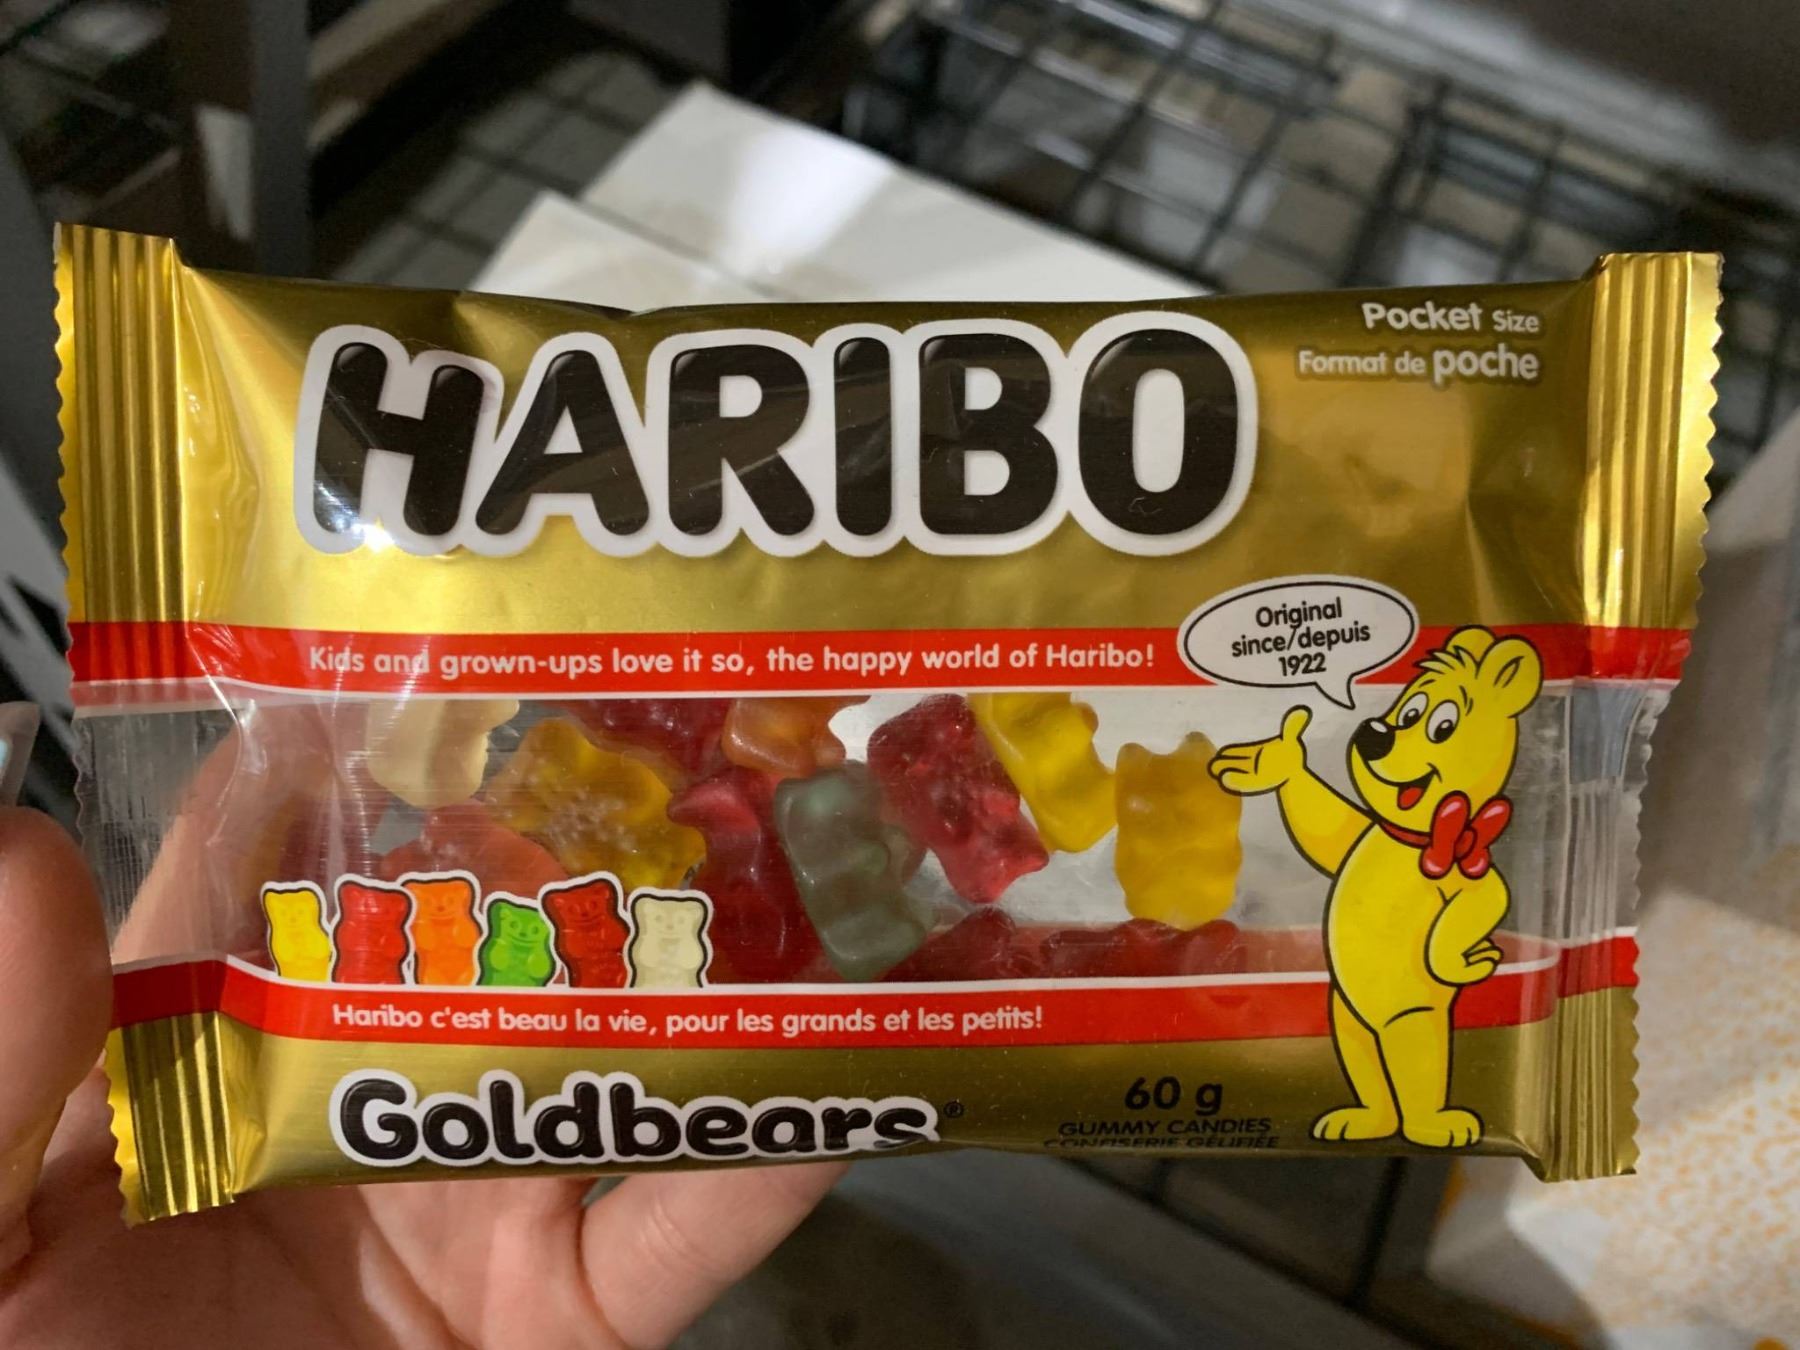 HARIBO
Pocket Size
Format de poche
Original
since/depuis
1922
Kids and grown-ups love it so, the happy world of Haribo!
Haribo c'est beau la vie, pour les grands et les petits!
Goldbears®
60 g
GUMMY CANDIES
CONFISERIE GÉLIFIÉE